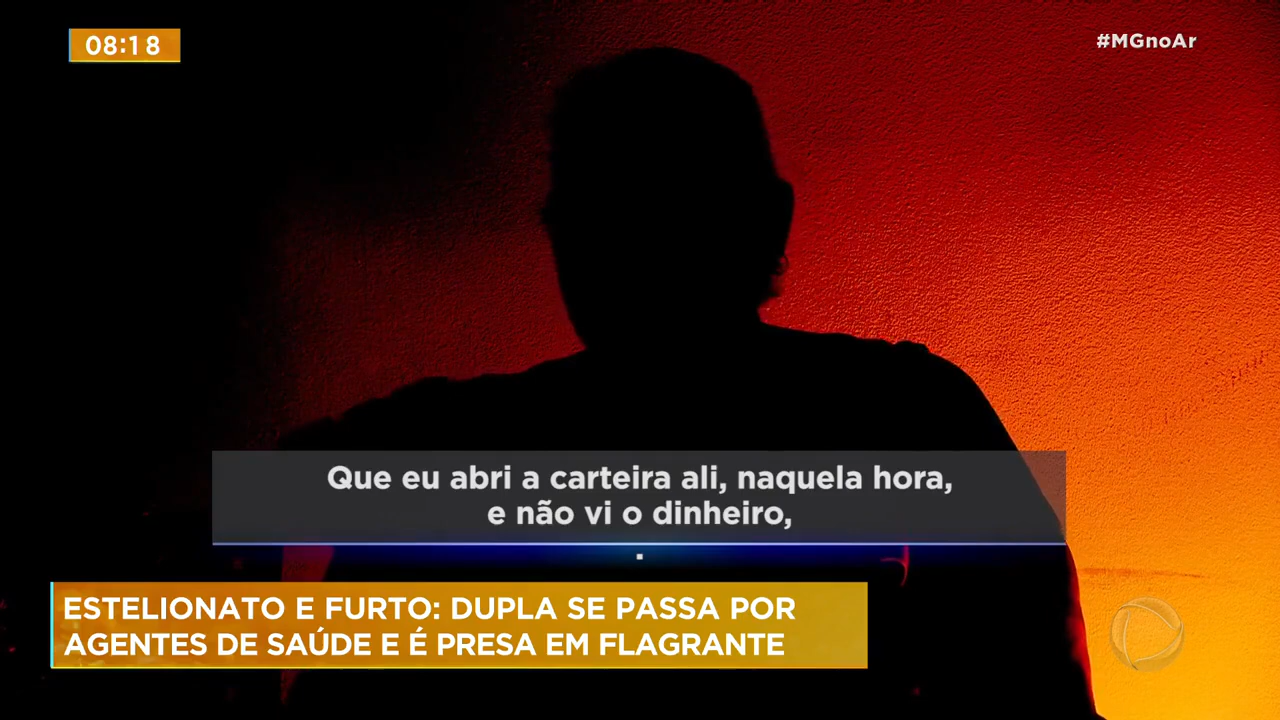 08:18
#MGnoAr
Que eu abri a carteira ali, naquela hora,
e não vi o dinheiro,
ESTELIONATO E FURTO: DUPLA SE PASSA POR
AGENTES DE SAÚDE E É PRESA EM FLAGRANTE